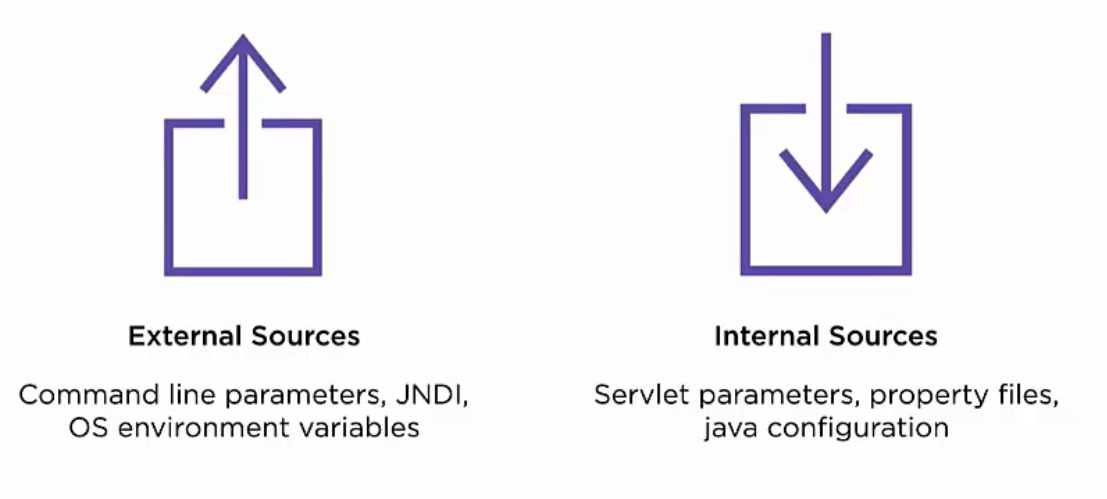 External Sources
Command line parameters, JNDI,
OS environment variables
Internal Sources
Servlet parameters, property files,
java configuration